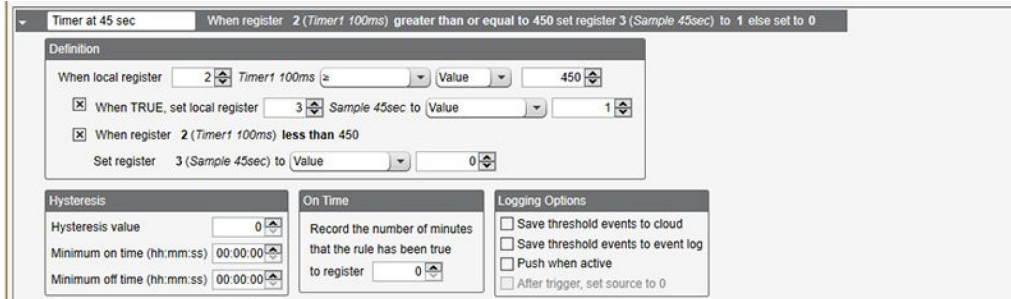 Timer at 45 sec When register 2 (Timer1 100ms) greater than or equal to 450 set register 3 (Sample 45sec) to 1 else set to 0
Definition
When local register 2 Timer1 100ms ≥ Value 450
When TRUE, set local register 3 Sample 45sec to Value 1
When register 2 (Timer1 100ms) less than 450
Set register 3 (Sample 45sec) to Value 0
Hysteresis
Hysteresis value 0
Minimum on time (hh:mm:ss) 00:00:00
Minimum off time (hh:mm:ss) 00:00:00
On Time
Record the number of minutes
that the rule has been true
to register 0
Logging Options
Save threshold events to cloud
Save threshold events to event log
Push when active
After trigger, set source to 0